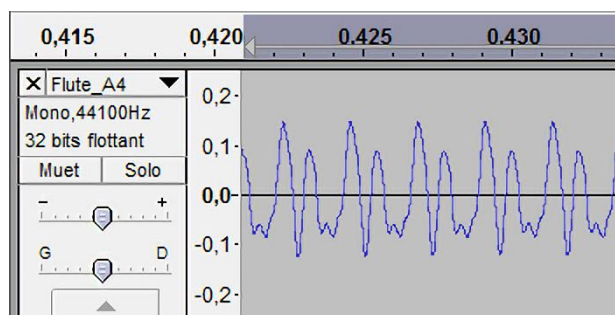 0,415 0,420 0.425 0.430
X Flute_A4
Mono,44100Hz
32 bits flottant
Muet Solo
- +
G D
0,2-
0,1-
0,0-
-0,1-
-0,2-